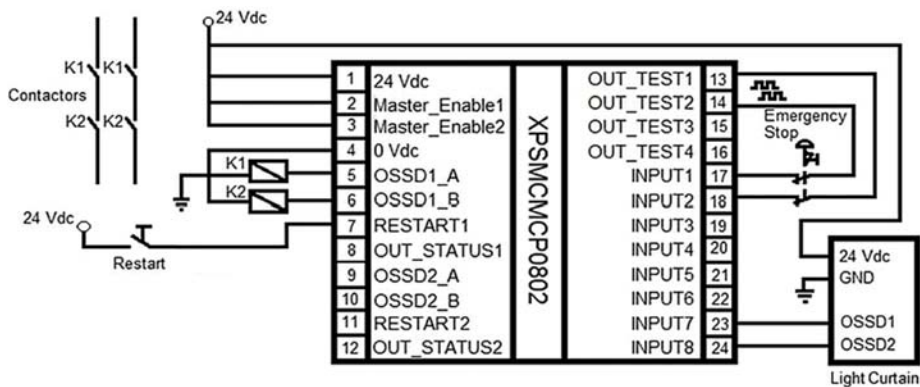 24 Vdc
K1 K1
Contactors
K2 K2
24 Vdc
Restart
K1
K2
1 24 Vdc
2 Master_Enable1
3 Master_Enable2
4 0 Vdc
5 OSSD1_A
6 OSSD1_B
7 RESTART1
8 OUT_STATUS1
9 OSSD2_A
10 OSSD2_B
11 RESTART2
12 OUT_STATUS2
XPSMCMCP0802
OUT_TEST1 13
OUT_TEST2 14
OUT_TEST3 15
OUT_TEST4 16
INPUT1 17
INPUT2 18
INPUT3 19
INPUT4 20
INPUT5 21
INPUT6 22
INPUT7 23
INPUT8 24
Emergency
Stop
24 Vdc
GND
OSSD1
OSSD2
Light Curtain